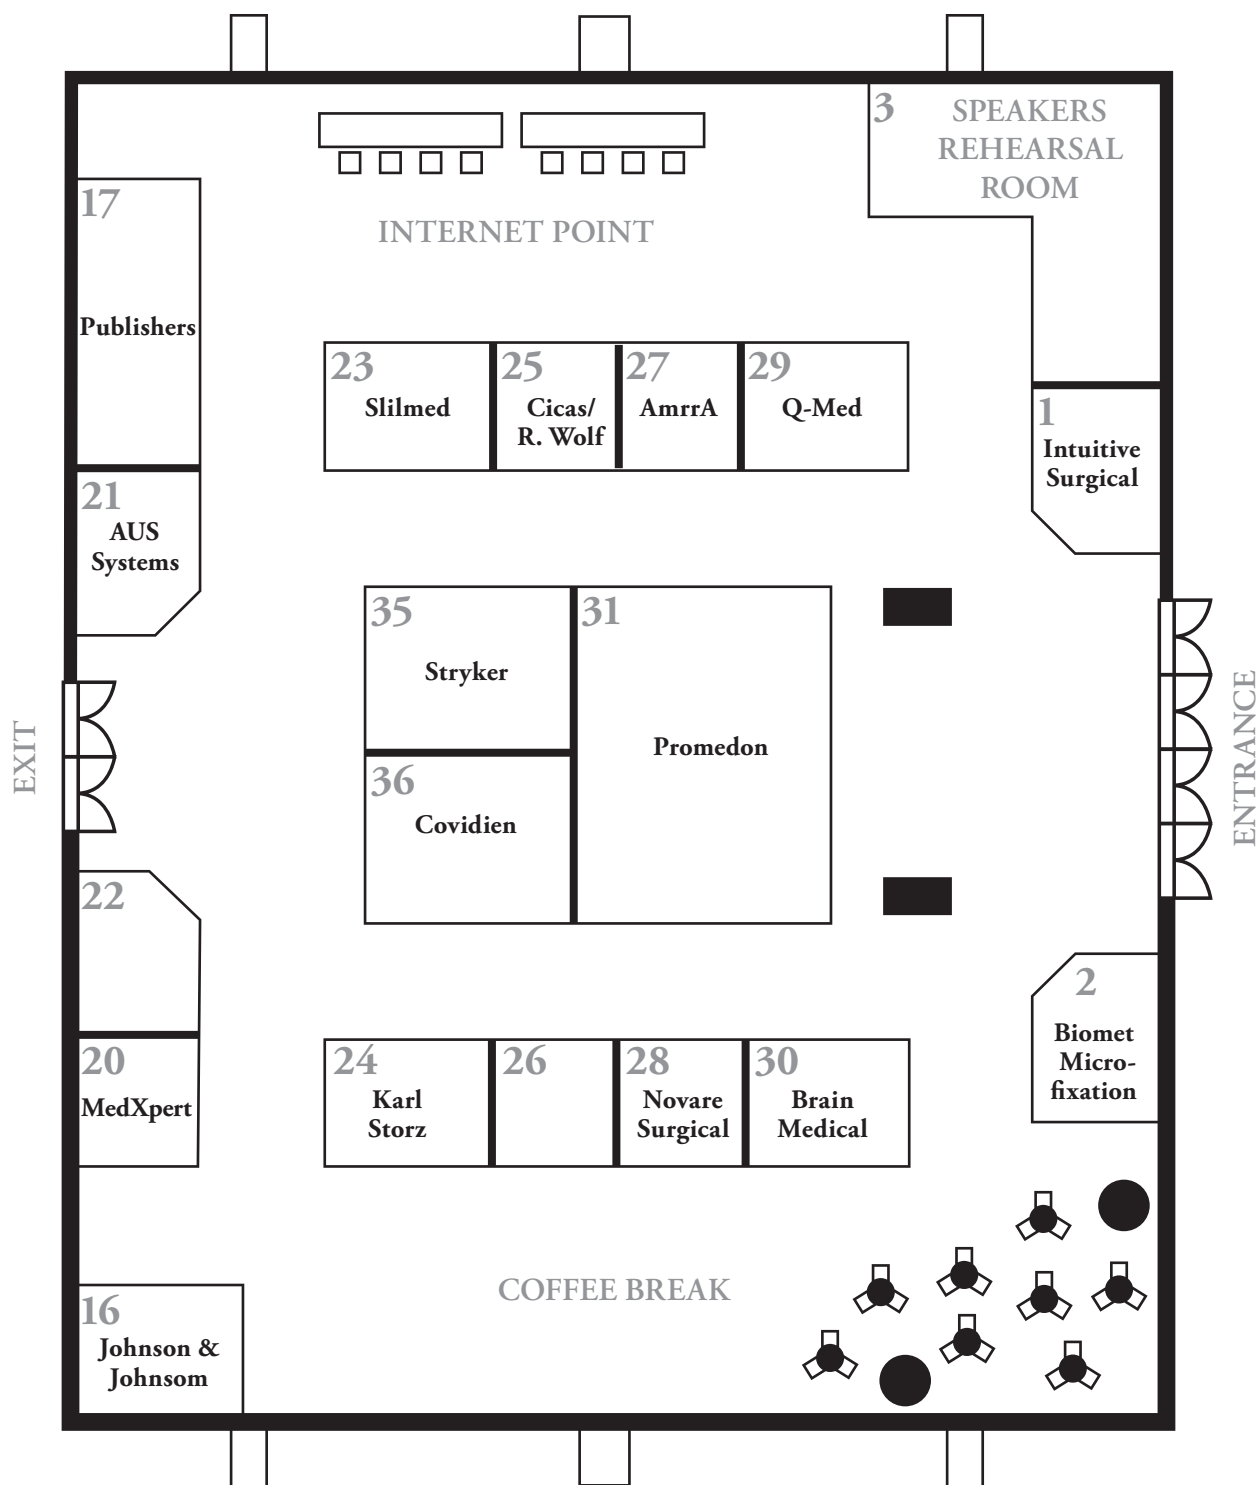 3
SPEAKERS
REHEARSAL
ROOM
17
Publishers
INTERNET POINT
23
Slilmed
25
Cicas/
R. Wolf
27
AmrrA
29
Q-Med
1
Intuitive
Surgical
21
AUS
Systems
35
Stryker
31
Promedon
36
Covidien
EXIT
ENTRANCE
22
20
MedXpert
24
Karl
Storz
26
28
Novare
Surgical
30
Brain
Medical
2
Biomet
Micro-
fixation
COFFEE BREAK
16
Johnson &
Johnsom